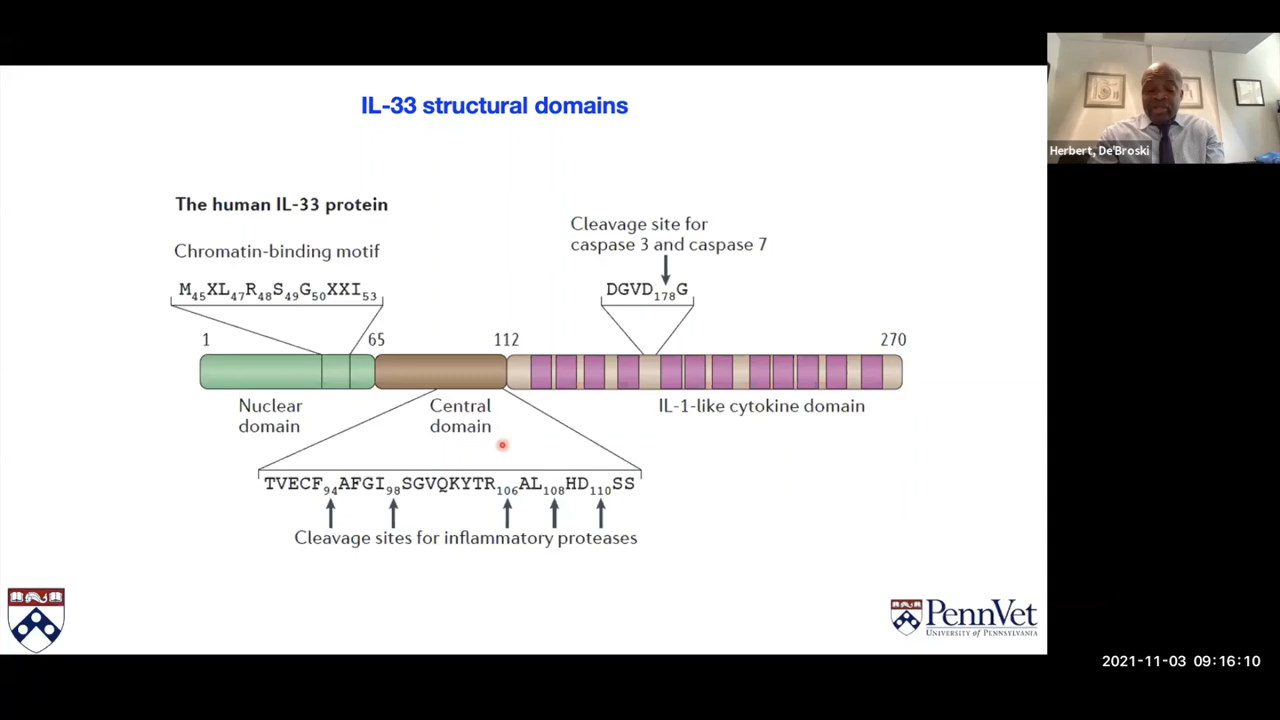 IL-33 structural domains
Herbert, De'Broski
The human IL-33 protein
Chromatin-binding motif
M45XL47R48S49G50XXI53
Cleavage site for
caspase 3 and caspase 7
DGVD178G
1 65 112 270
Nuclear
domain
Central
domain
IL-1-like cytokine domain
TVECF94AFGI98SGVQKYTR106AL108HD110SS
Cleavage sites for inflammatory proteases
PennVet
UNIVERSITY of PENNSYLVANIA
2021-11-03 09:16:10